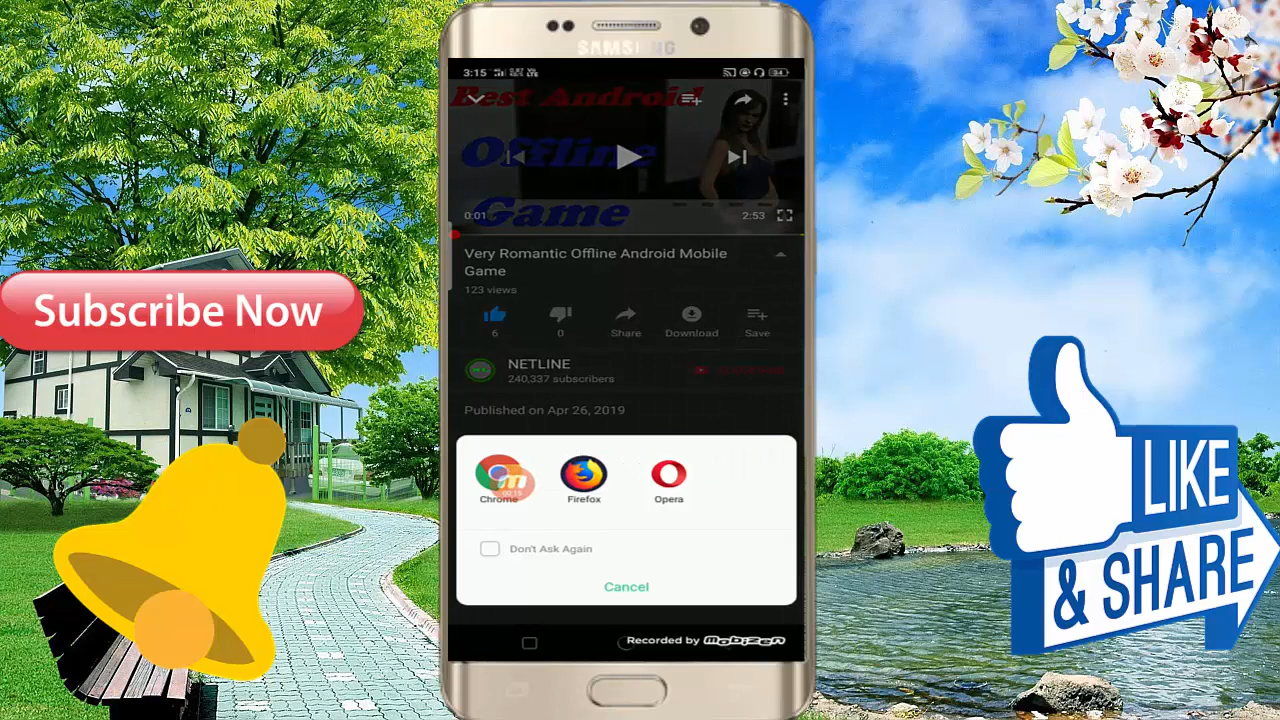 SAMSUNG
3:15
Best Android
Offline
Game
0:01
2:53
Very Romantic Offline Android Mobile
Game
123 views
6
0
Share
Download
Save
NETLINE
240,337 subscribers
Published on Apr 26, 2019
Chrome
Firefox
Opera
Don't Ask Again
Cancel
Recorded by mobizen
Subscribe Now
LIKE
& SHARE